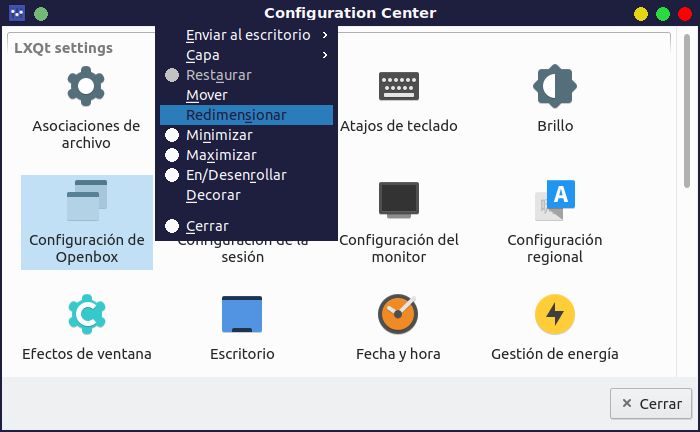 Configuration Center
LXQt settings
Enviar al escritorio
Capa
Restaurar
Mover
Redimensionar
Minimizar
Maximizar
En/Desenrollar
Decorar
Cerrar
Asociaciones de
archivo
Atajos de teclado
Brillo
Configuración de
Openbox
Configuración de la
sesión
Configuración del
monitor
Configuración
regional
Efectos de ventana
Escritorio
Fecha y hora
Gestión de energía
Cerrar